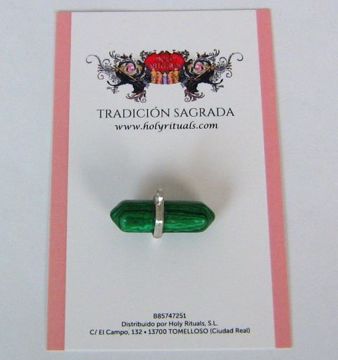 TRADICIÓN SAGRADA
www.holyrituals.com
B85747251
Distribuido por Holy Rituals, S.L.
C/ El Campo, 132 • 13700 TOMELLOSO (Ciudad Real)